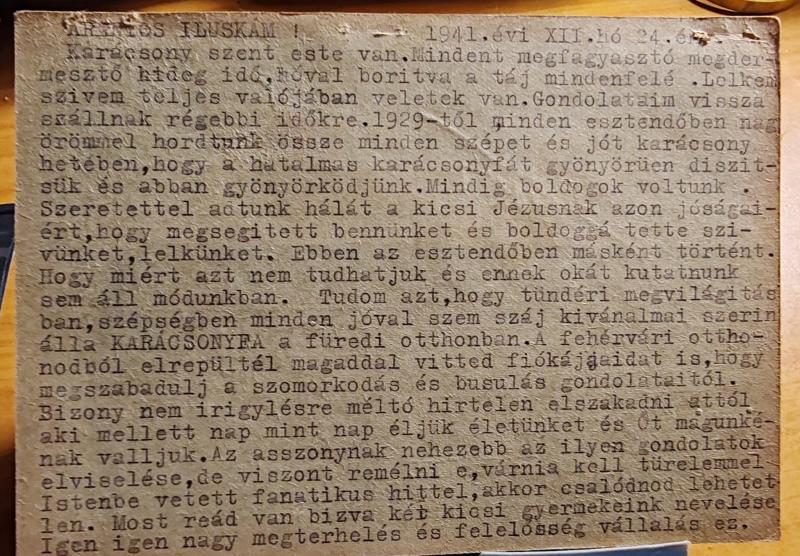 ARANYOS ILUSKÁM ! - - 1941.évi XII.hó 24.én.
Karácsony szent este van.Mindent megfagyasztó megder-
mesztő hideg idő,hóval boritva a táj mindenfelé .Lelkem
szivem teljes valójában veletek van.Gondolataim vissza
szállnak régebbi időkre.1929-től minden esztendőben nagy
örömmel hordtunk össze minden szépet és jót karácsony
hetében,hogy a hatalmas karácsonyfát gyönyörüen diszit-
sük és abban gyönyörködjünk.Mindig boldogok voltunk .
Szeretettel adtunk hálát a kicsi Jézusnak azon jóságai-
ért,hogy megsegitett bennünket és boldoggá tette szi-
vünket,lelkünket. Ebben az esztendőben másként történt.
Hogy miért azt nem tudhatjuk és ennek okát kutatnunk
sem áll módunkban. Tudom azt,hogy tündéri megvilágitás
ban,szépségben minden jóval szem száj kivánalmai szerin
álla KARÁCSONYFA a füredi otthonban.A fehérvári ottho-
nodból elrepültél magaddal vitted fiókájaidat is,hogy
megszabadulj a szomorkodás és busulás gondolataitól.
Bizony nem irigylésre méltó hirtelen elszakadni attól
aki mellett nap mint nap éljük életünket és Őt magunké-
nak valljuk.Az asszonynak nehezebb az ilyen gondolatok
elviselése,de viszont remélni e,várnia kell türelemmel
Istenbe vetett fanatikus hittel,akkor csalódnod lehetet
len. Most reád van bizva két kicsi gyermekeink nevelése
Igen igen nagy megterhelés és felelősség vállalás ez.